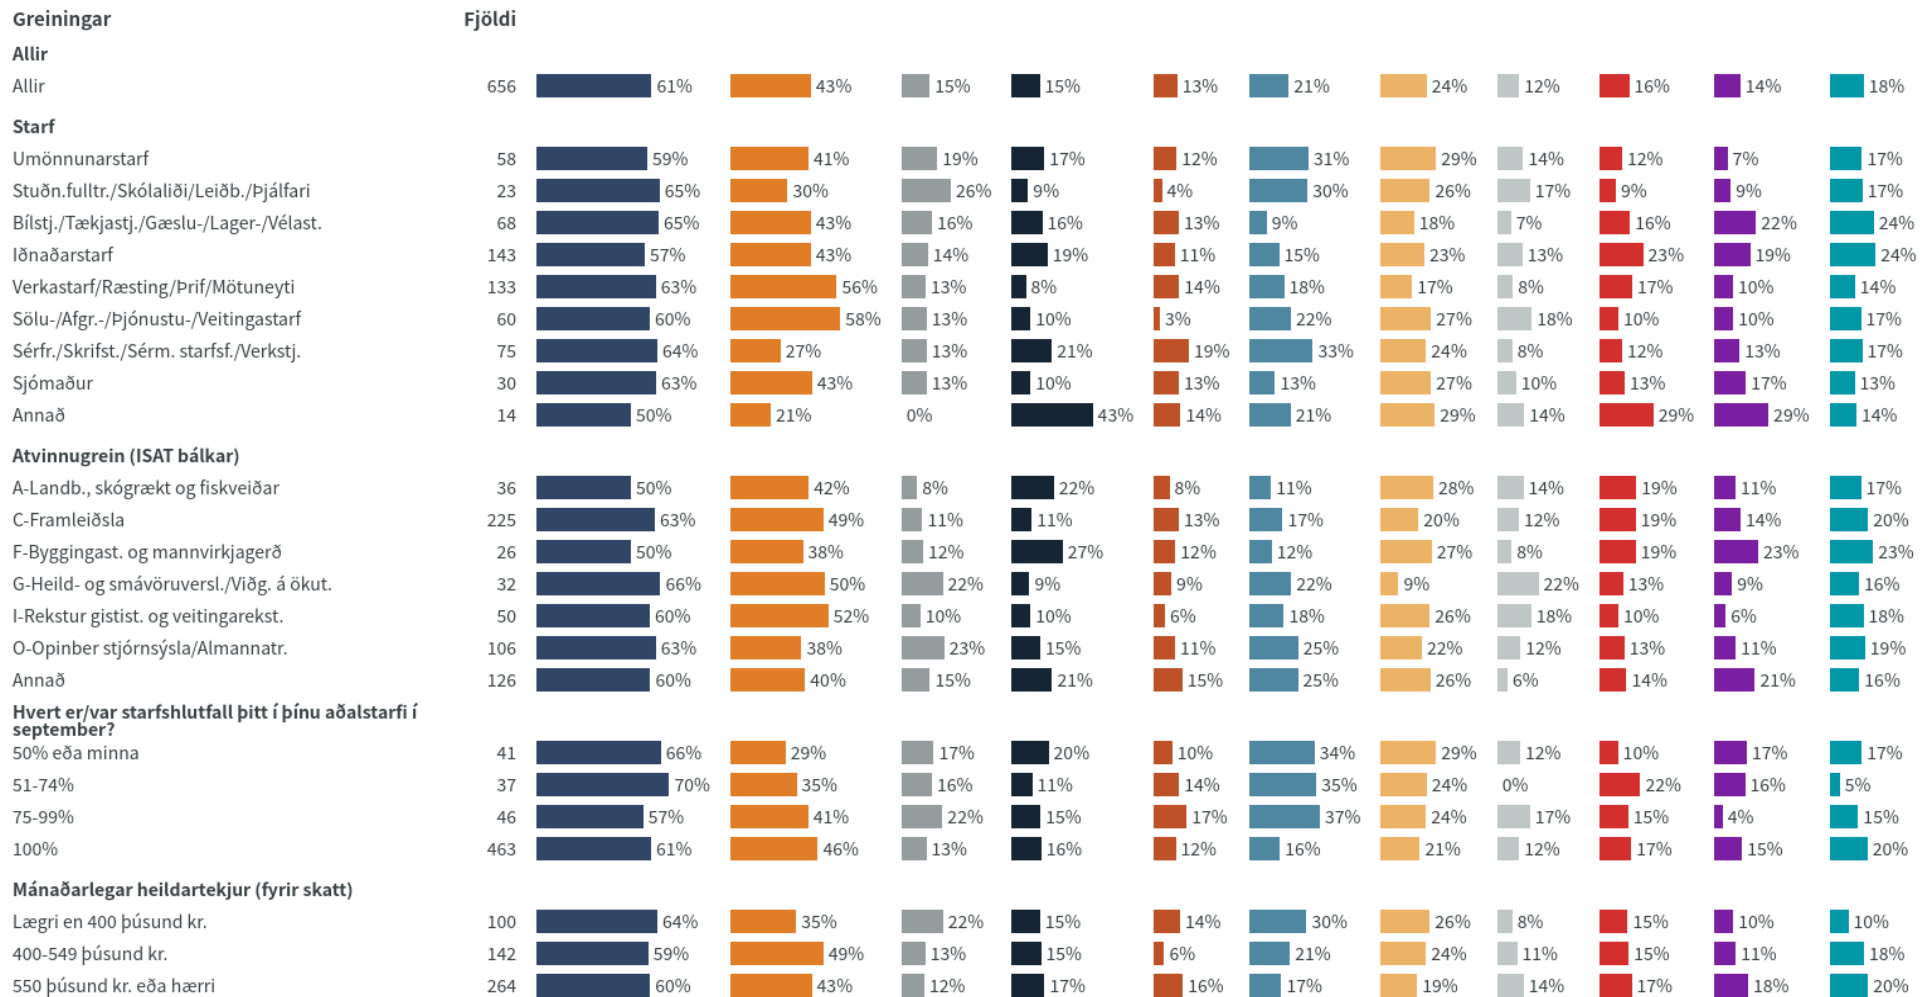 Greiningar Fjöldi
Allir
Allir 656 61% 43% 15% 15% 13% 21% 24% 12% 16% 14% 18%
Starf
Umönnunarstarf 58 59% 41% 19% 17% 12% 31% 29% 14% 12% 7% 17%
Stuðn.fulltr./Skólaliði/Leiðb./Þjálfari 23 65% 30% 26% 9% 4% 30% 26% 17% 9% 9% 17%
Bílstj./Tækjastj./Gæslu-/Lager-/Vélast. 68 65% 43% 16% 16% 13% 9% 18% 7% 16% 22% 24%
Iðnaðarstarf 143 57% 43% 14% 19% 11% 15% 23% 13% 23% 19% 24%
Verkastarf/Ræsting/Þrif/Mötuneyti 133 63% 56% 13% 8% 14% 18% 17% 8% 17% 10% 14%
Sölu-/Afgr.-/Þjónustu-/Veitingastarf 60 60% 58% 13% 10% 3% 22% 27% 18% 10% 10% 17%
Sérfr./Skrifst./Sérm. starfsf./Verkstj. 75 64% 27% 13% 21% 19% 33% 24% 8% 12% 13% 17%
Sjómaður 30 63% 43% 13% 10% 13% 13% 27% 10% 13% 17% 13%
Annað 14 50% 21% 0% 43% 14% 21% 29% 14% 29% 29% 14%
Atvinnugrein (ISAT bálkar)
A-Landb., skógrækt og fiskveiðar 36 50% 42% 8% 22% 8% 11% 28% 14% 19% 11% 17%
C-Framleiðsla 225 63% 49% 11% 11% 13% 17% 20% 12% 19% 14% 20%
F-Byggingast. og mannvirkjagerð 26 50% 38% 12% 27% 12% 12% 27% 8% 19% 23% 23%
G-Heild- og smávöruversl./Viðg. á ökut. 32 66% 50% 22% 9% 9% 22% 9% 22% 13% 9% 16%
I-Rekstur gistist. og veitingarekst. 50 60% 52% 10% 10% 6% 18% 26% 18% 10% 6% 18%
O-Opinber stjórnsýsla/Almannatr. 106 63% 38% 23% 15% 11% 25% 22% 12% 13% 11% 19%
Annað 126 60% 40% 15% 21% 15% 25% 26% 6% 14% 21% 16%
Hvert er/var starfshlutfall þitt í þínu aðalstarfi í
september?
50% eða minna 41 66% 29% 17% 20% 10% 34% 29% 12% 10% 17% 17%
51-74% 37 70% 35% 16% 11% 14% 35% 24% 0% 22% 16% 5%
75-99% 46 57% 41% 22% 15% 17% 37% 24% 17% 15% 4% 15%
100% 463 61% 46% 13% 16% 12% 16% 21% 12% 17% 15% 20%
Mánaðarlegar heildartekjur (fyrir skatt)
Lægri en 400 þúsund kr. 100 64% 35% 22% 15% 14% 30% 26% 8% 15% 10% 10%
400-549 þúsund kr. 142 59% 49% 13% 15% 6% 21% 24% 11% 15% 11% 18%
550 þúsund kr. eða hærri 264 60% 43% 12% 17% 16% 17% 19% 14% 17% 18% 20%